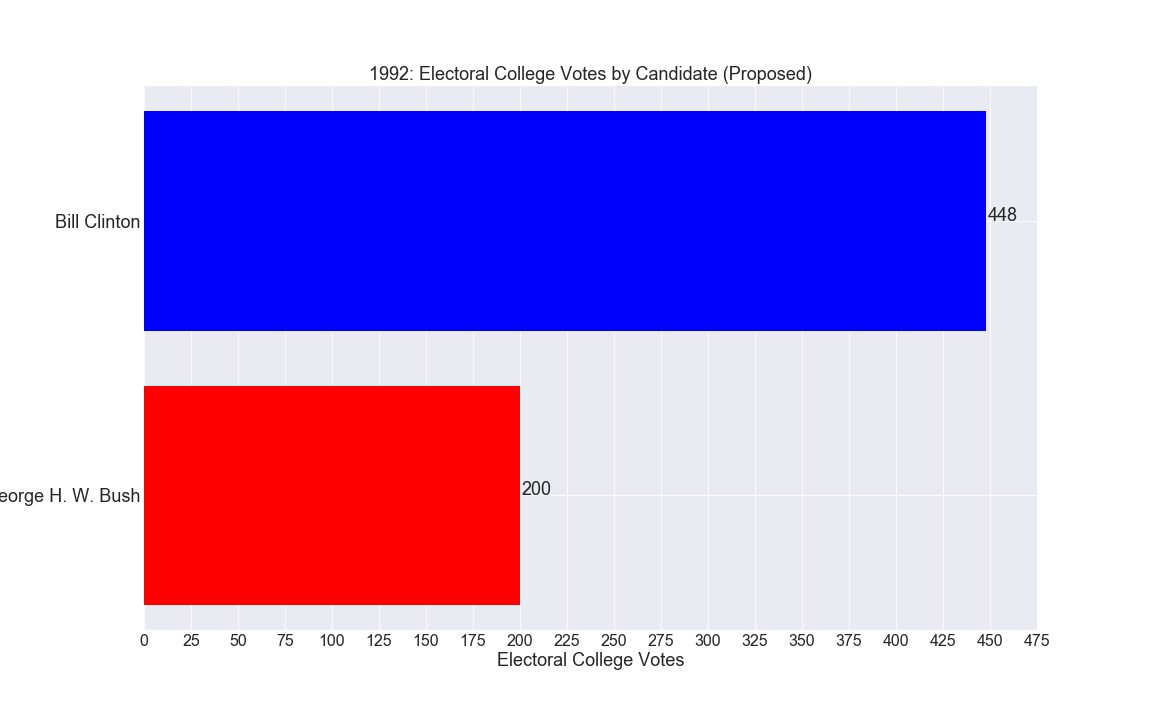 1992: Electoral College Votes by Candidate (Proposed)
Bill Clinton
448
eorge H. W. Bush
200
0 25 50 75 100 125 150 175 200 225 250 275 300 325 350 375 400 425 450 475
Electoral College Votes